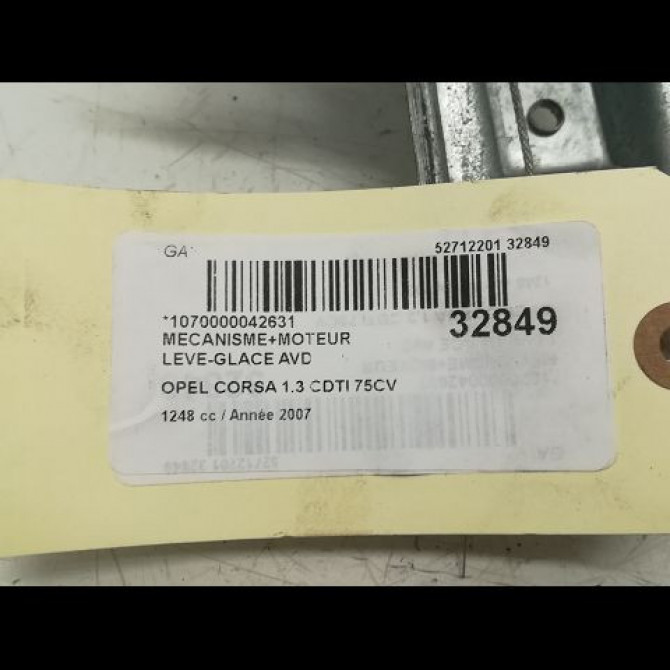 GA
52712201 32849
*1070000042631
32849
MECANISME+MOTEUR
LEVE-GLACE AVD
OPEL CORSA 1.3 CDTI 75CV
1248 cc / Année 2007